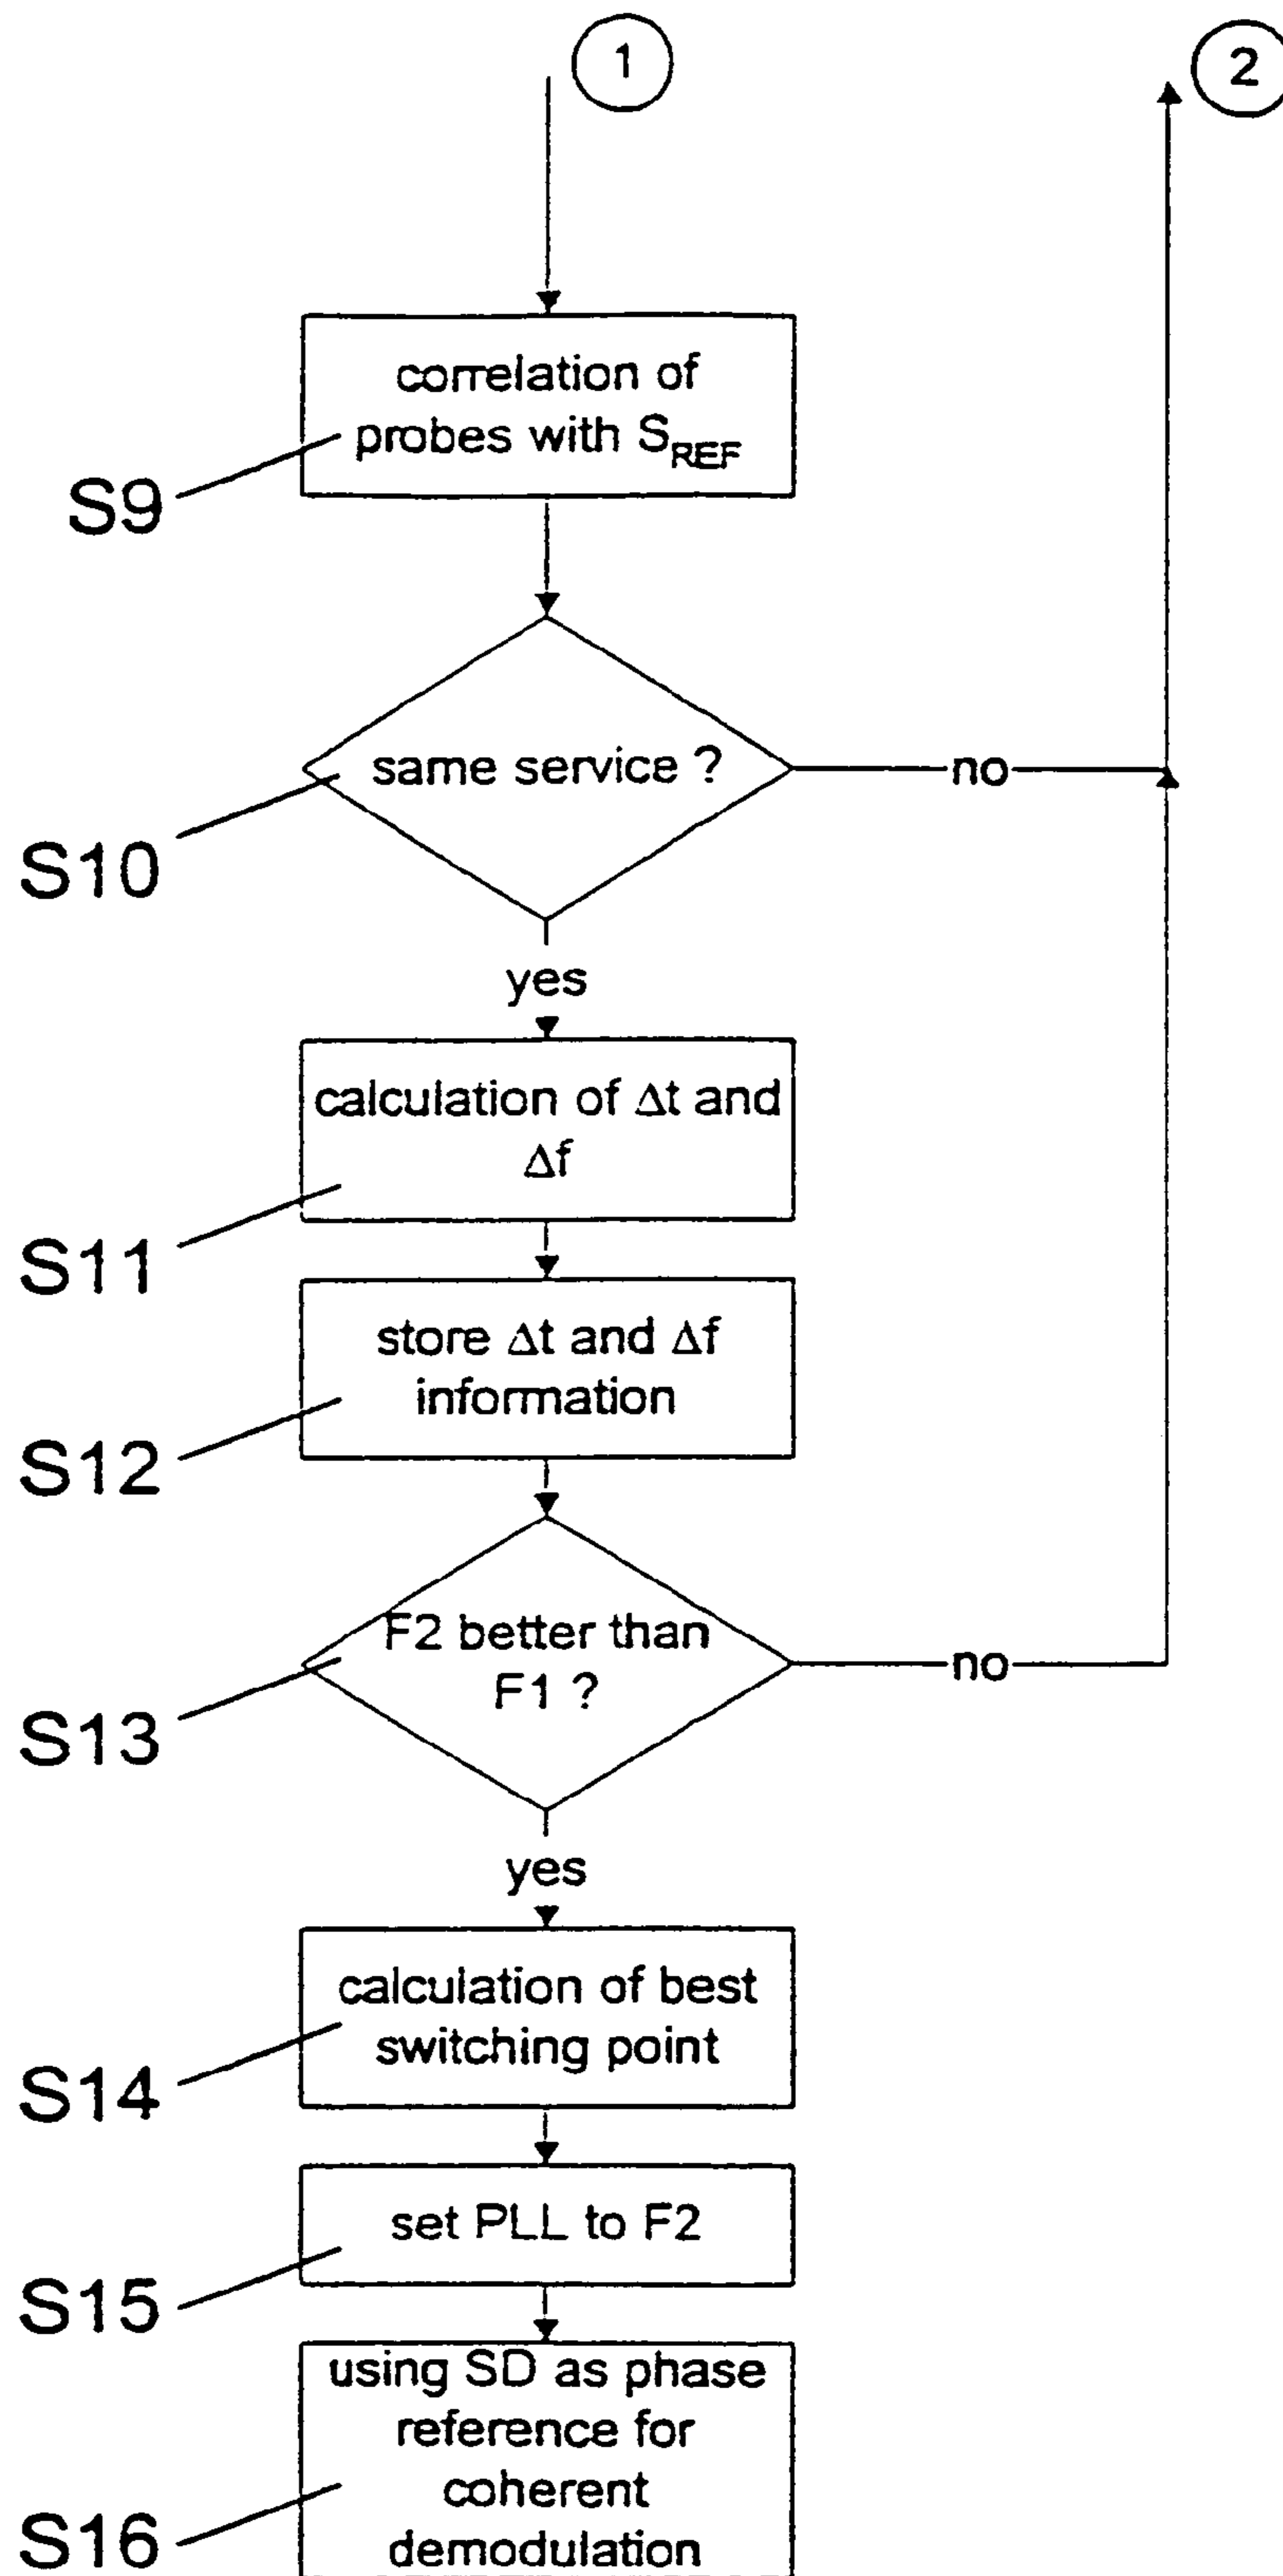 1
2
correlation of
probes with S_REF
S9
same service ?
no
S10
yes
calculation of Δt and
Δf
S11
store Δt and Δf
information
S12
F2 better than
F1 ?
no
S13
yes
calculation of best
switching point
S14
set PLL to F2
S15
using SD as phase
reference for
coherent
demodulation
S16